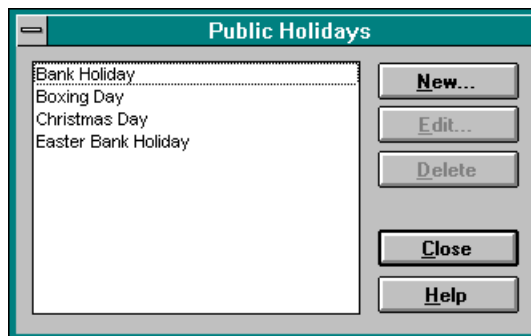 Public Holidays
Bank Holiday
Boxing Day
Christmas Day
Easter Bank Holiday
New...
Edit...
Delete
Close
Help